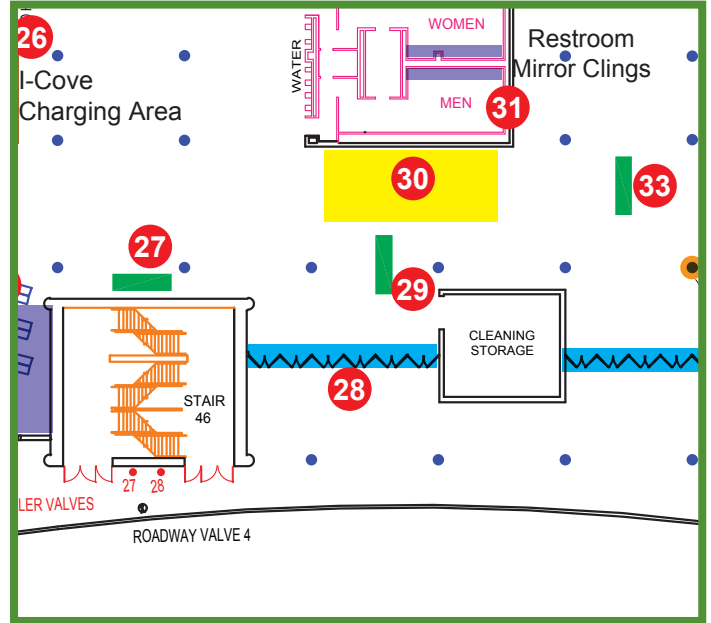 26
I-Cove
Charging Area
WATER
WOMEN
MEN
Restroom
Mirror Clings
31
30
33
27
29
28
CLEANING
STORAGE
STAIR
46
27 28
LER VALVES
ROADWAY VALVE 4